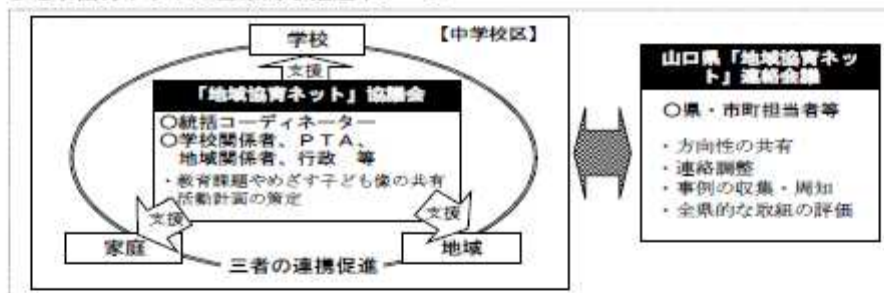 学校
【中学校区】
支援
「地域協育ネット」協議会
○統括コーディネーター
○学校関係者、PTA、
地域関係者、行政 等
・教育課題やめざす子ども像の共有
・活動計画の策定
支援
支援
家庭
地域
三者の連携促進
山口県「地域協育ネッ
ト」連絡会議
○県・市町担当者等
・方向性の共有
・連絡調整
・事例の収集・周知
・全県的な取組の評価